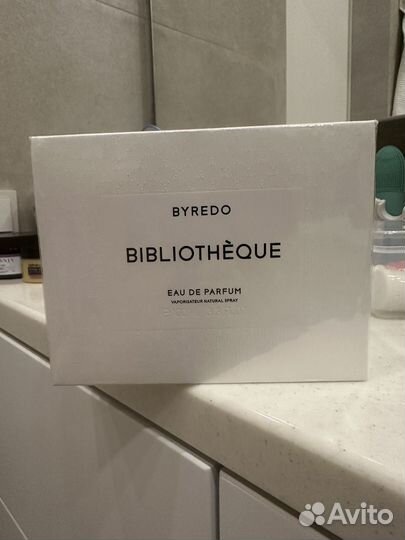 BYREDO
BIBLIOTHÈQUE
EAU DE PARFUM
VAPORISATEUR NATURAL SPRAY
Avito